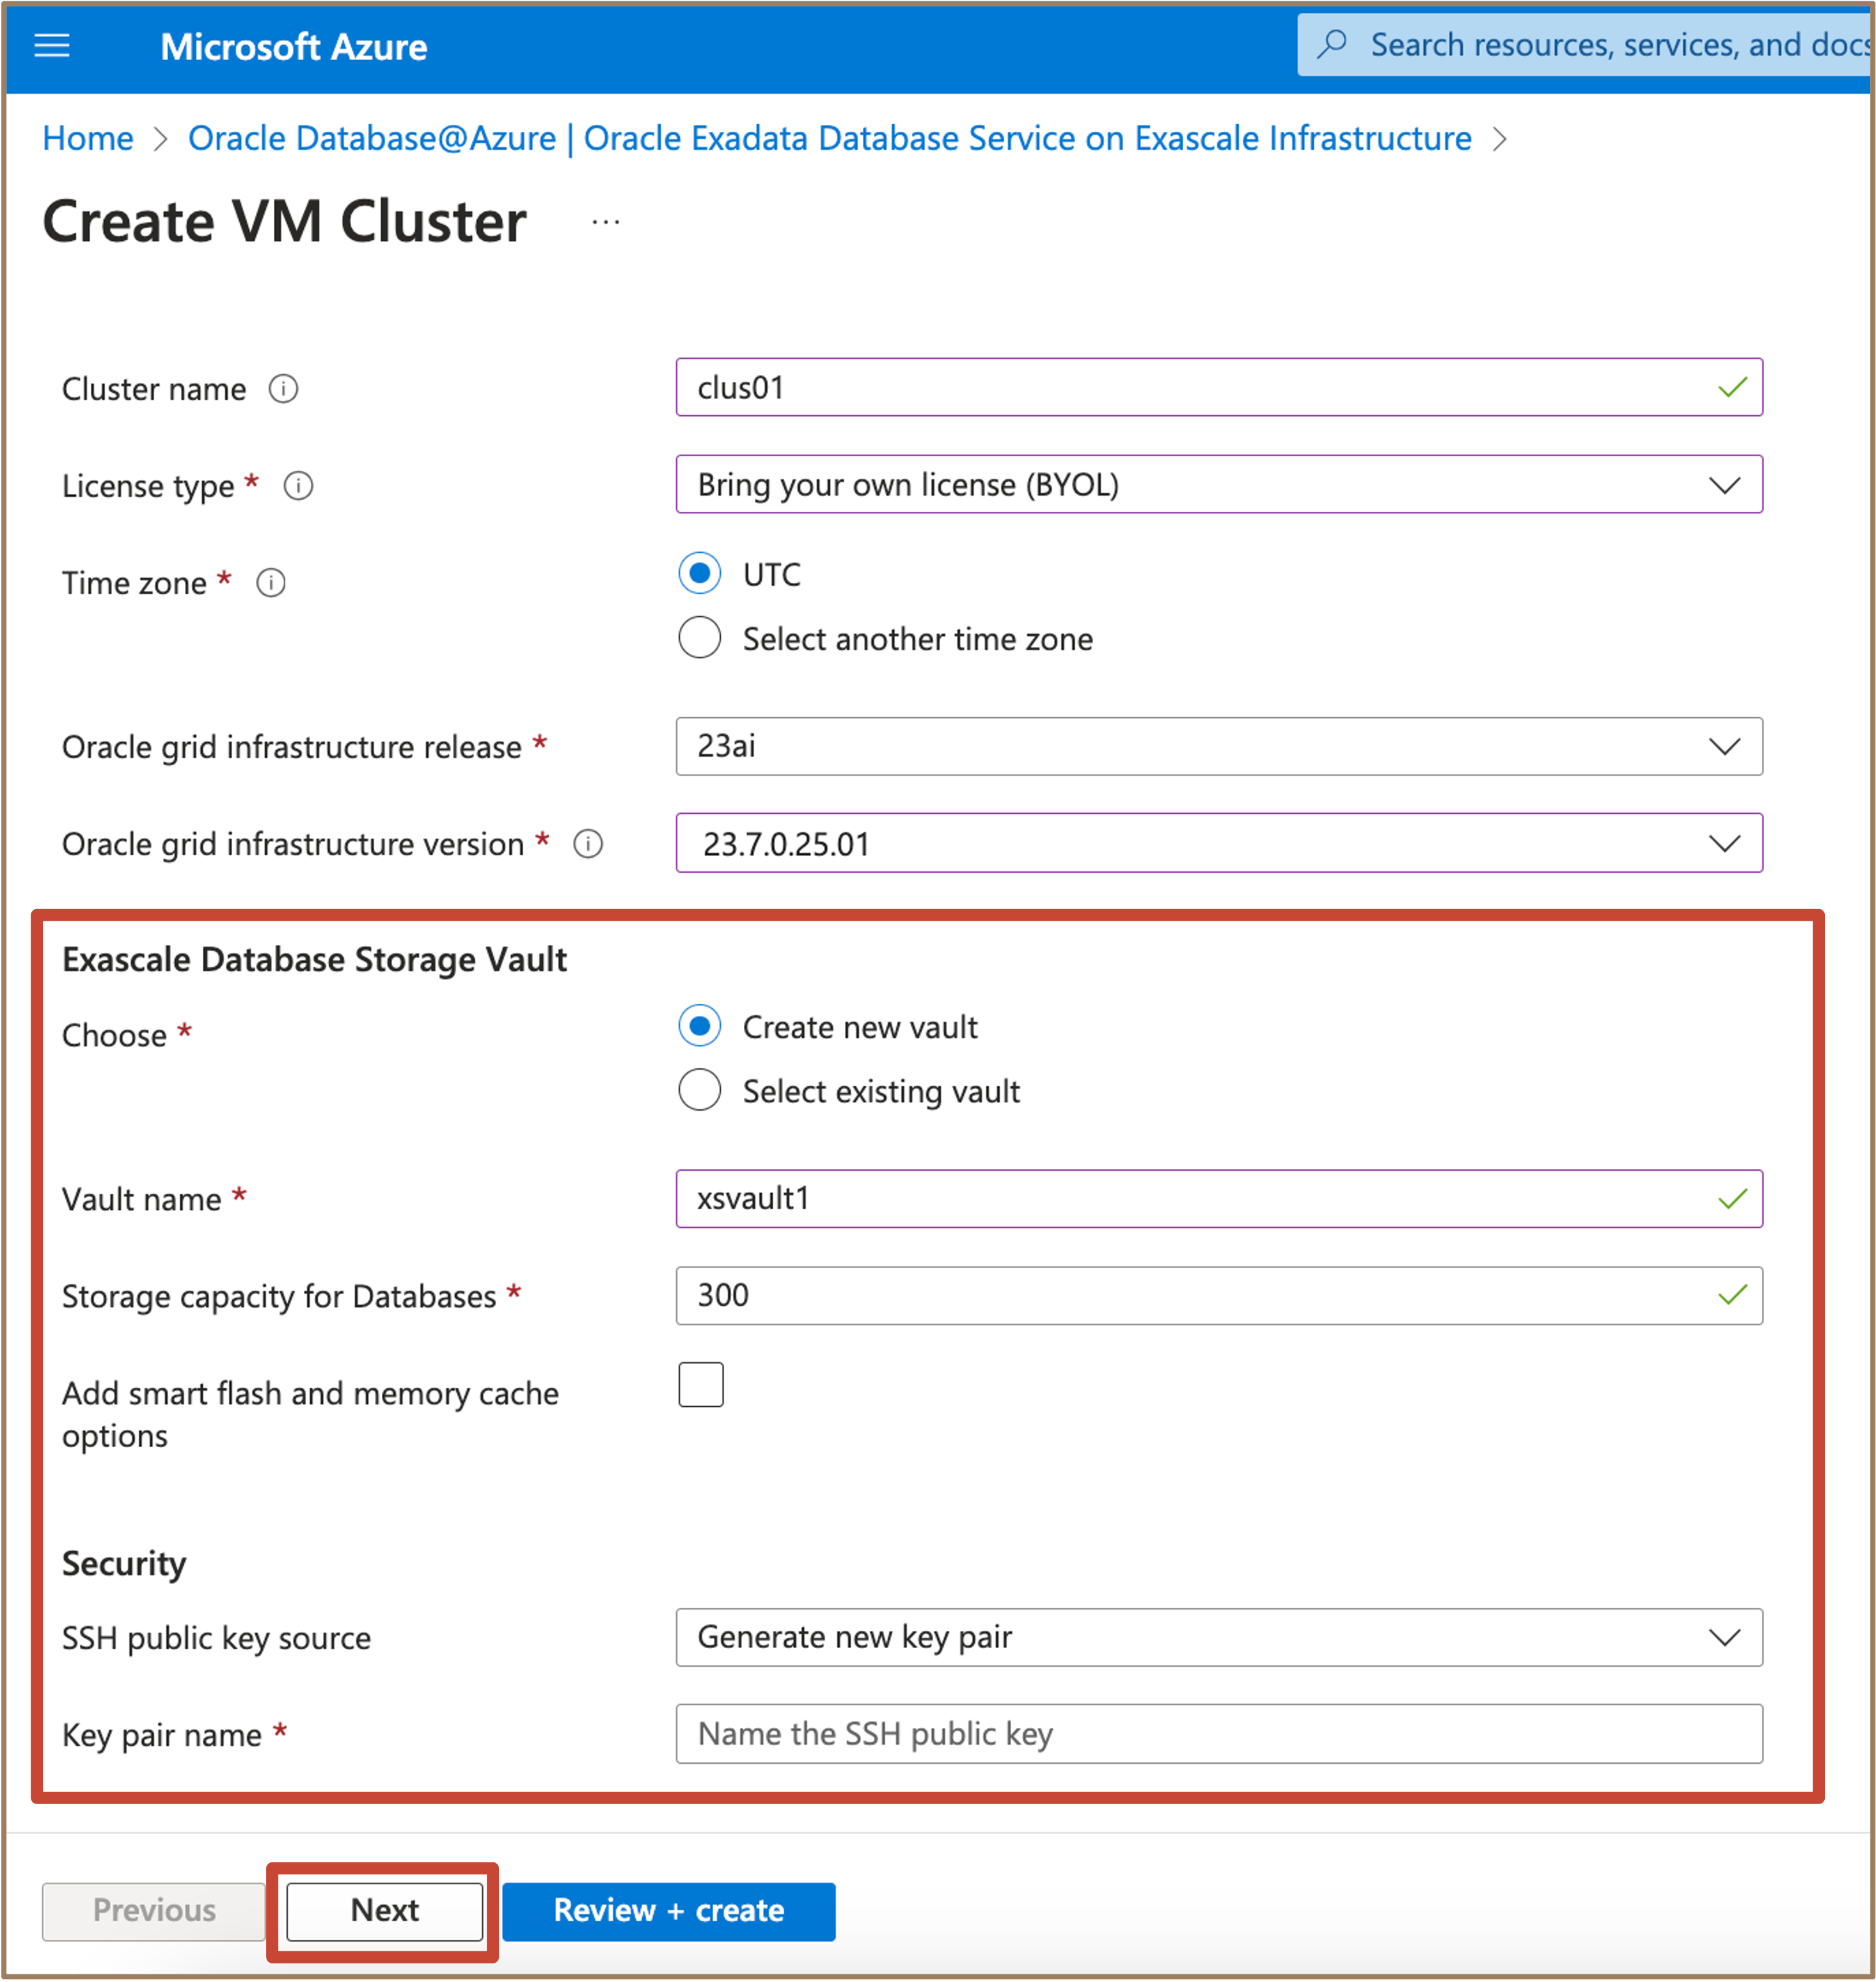 Microsoft Azure
Search resources, services, and docs
Home > Oracle Database@Azure | Oracle Exadata Database Service on Exascale Infrastructure >
Create VM Cluster ...
Cluster name
clus01
License type *
Bring your own license (BYOL)
Time zone *
UTC
Select another time zone
Oracle grid infrastructure release *
23ai
Oracle grid infrastructure version *
23.7.0.25.01
Exascale Database Storage Vault
Choose *
Create new vault
Select existing vault
Vault name *
xsvault1
Storage capacity for Databases *
300
Add smart flash and memory cache
options
Security
SSH public key source
Generate new key pair
Key pair name *
Name the SSH public key
Previous
Next
Review + create